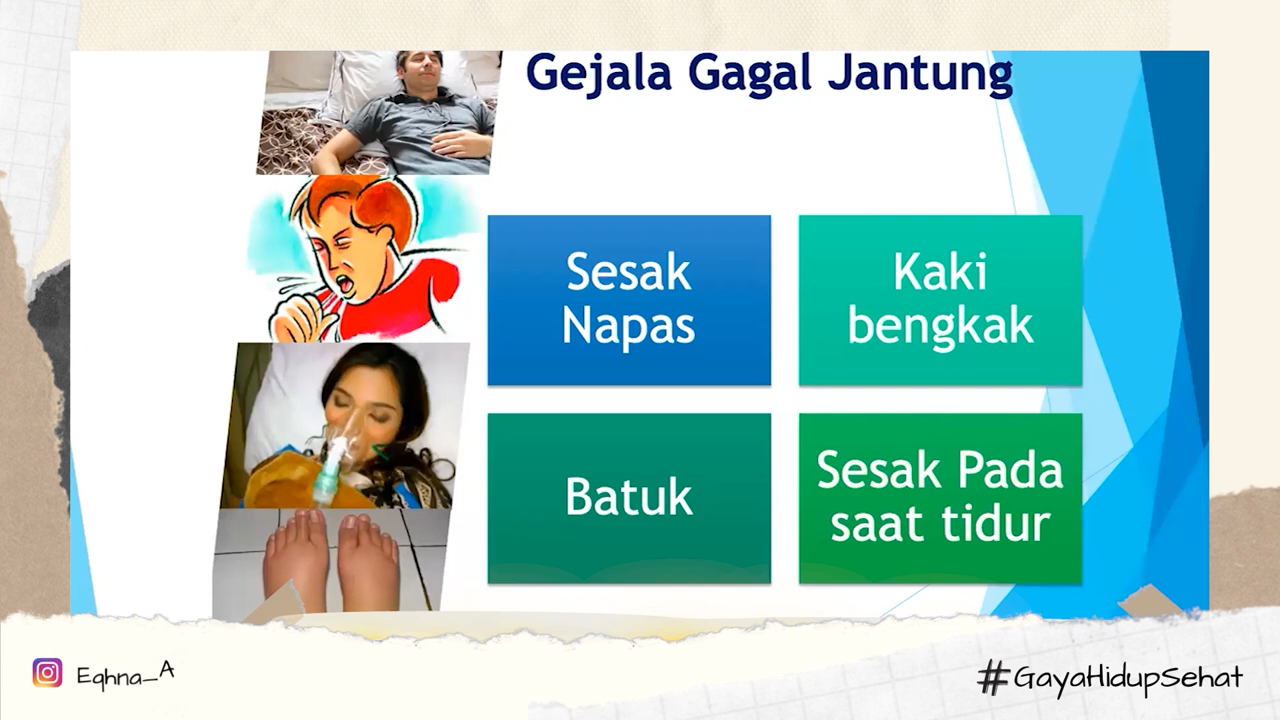 Gejala Gagal Jantung
Sesak
Napas
Kaki
bengkak
Batuk
Sesak Pada
saat tidur
Eqhna_A
#GayaHidupSehat